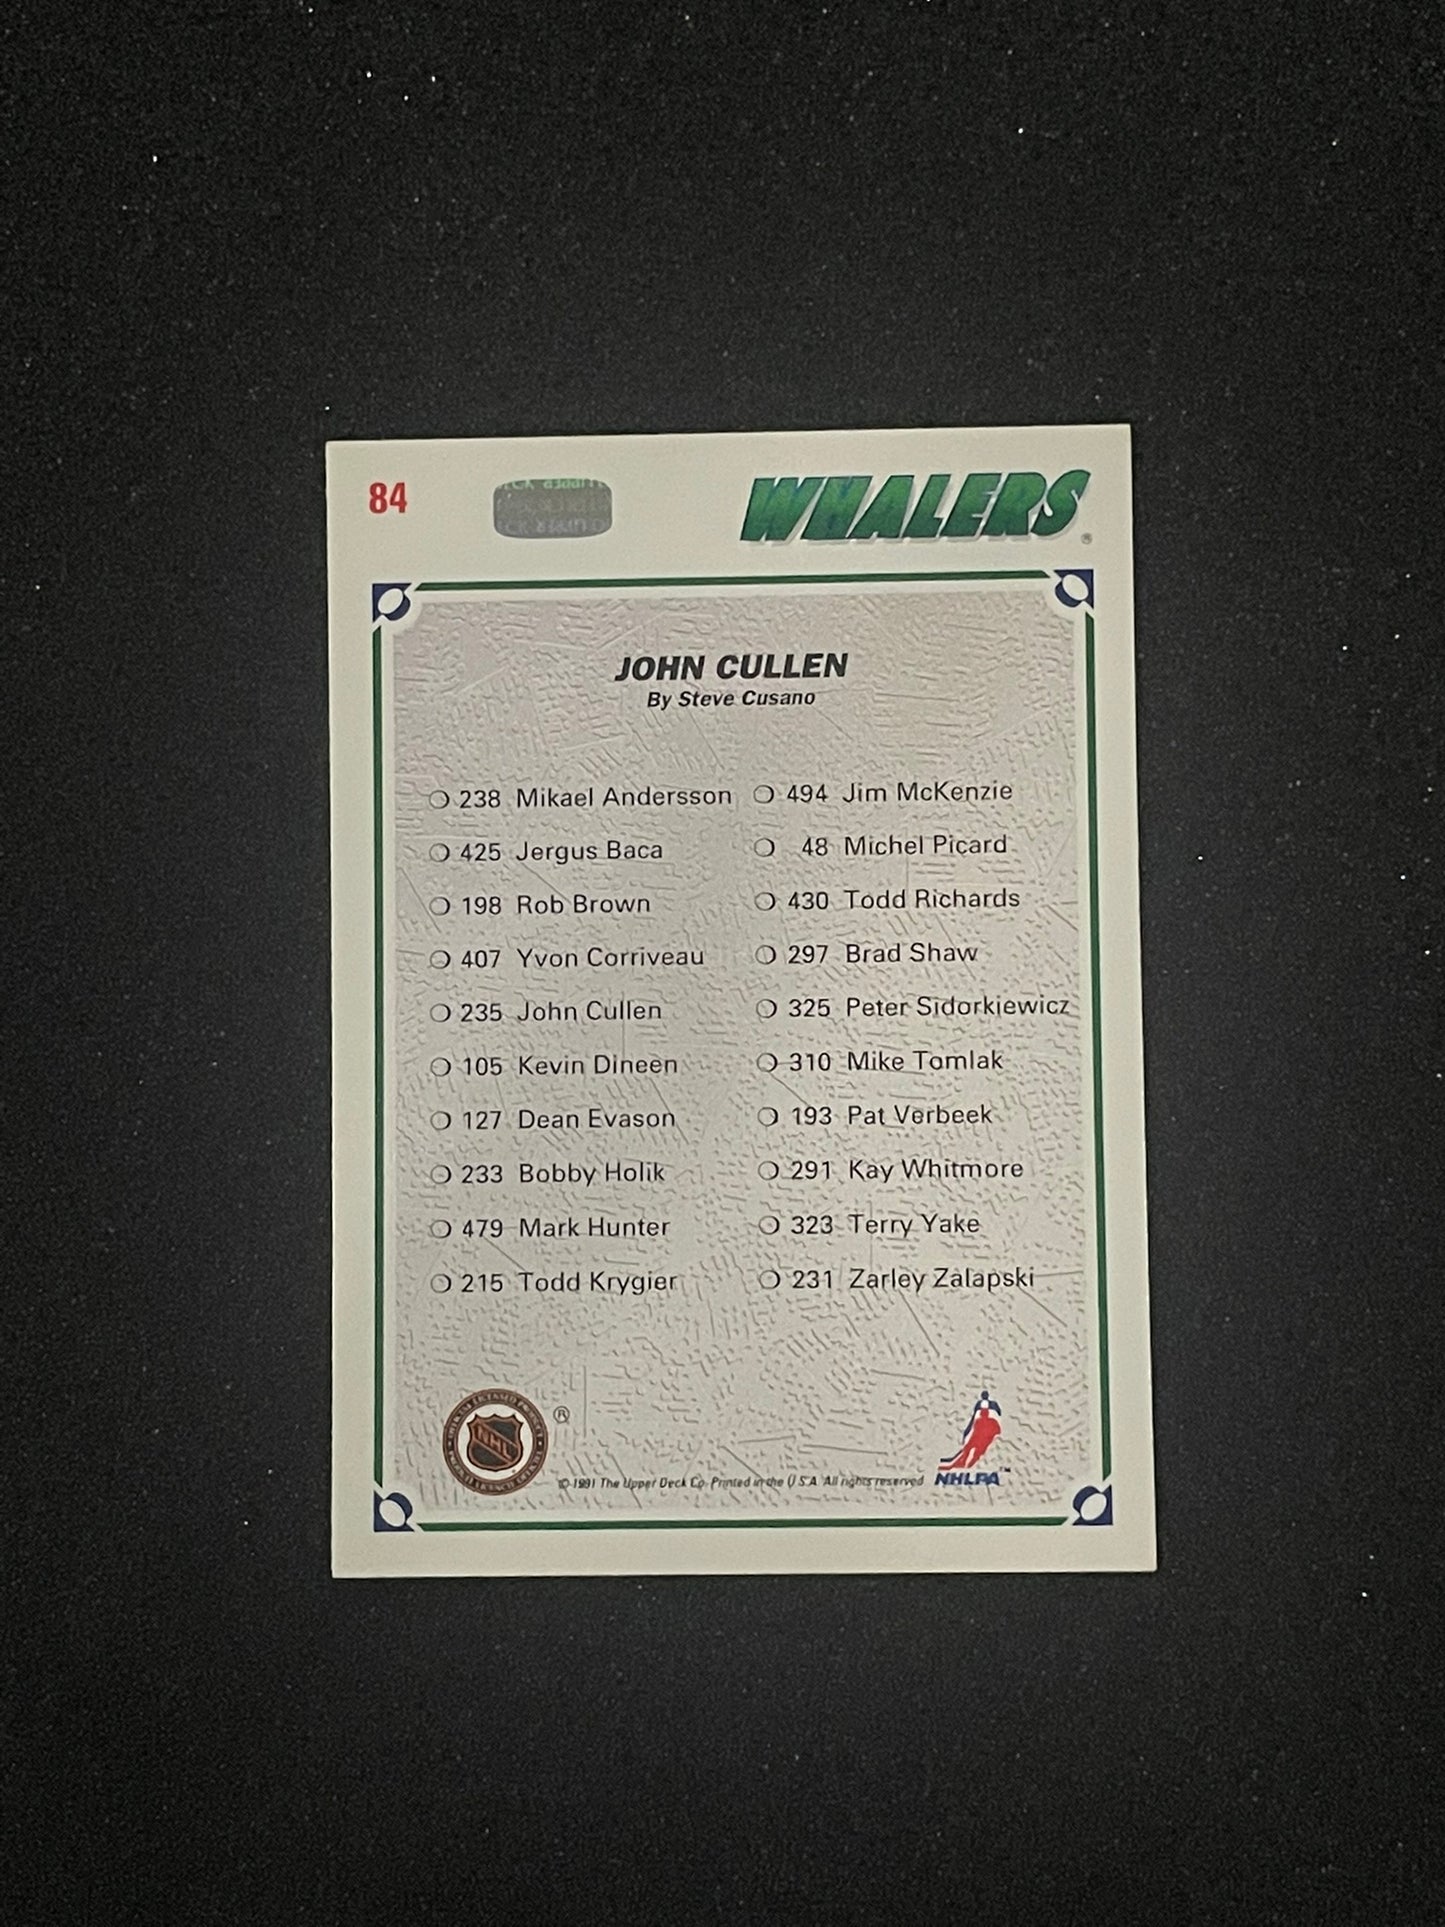 84
WHALERS®
JOHN CULLEN
By Steve Cusano
238 Mikael Andersson
425 Jergus Baca
198 Rob Brown
407 Yvon Corriveau
235 John Cullen
105 Kevin Dineen
127 Dean Evason
233 Bobby Holik
479 Mark Hunter
215 Todd Krygier
494 Jim McKenzie
48 Michel Picard
430 Todd Richards
297 Brad Shaw
325 Peter Sidorkiewicz
310 Mike Tomlak
193 Pat Verbeek
291 Kay Whitmore
323 Terry Yake
231 Zarley Zalapski
NHL
®
© 1991 The Upper Deck Co. Printed in the U.S.A. All rights reserved
NHLPA™